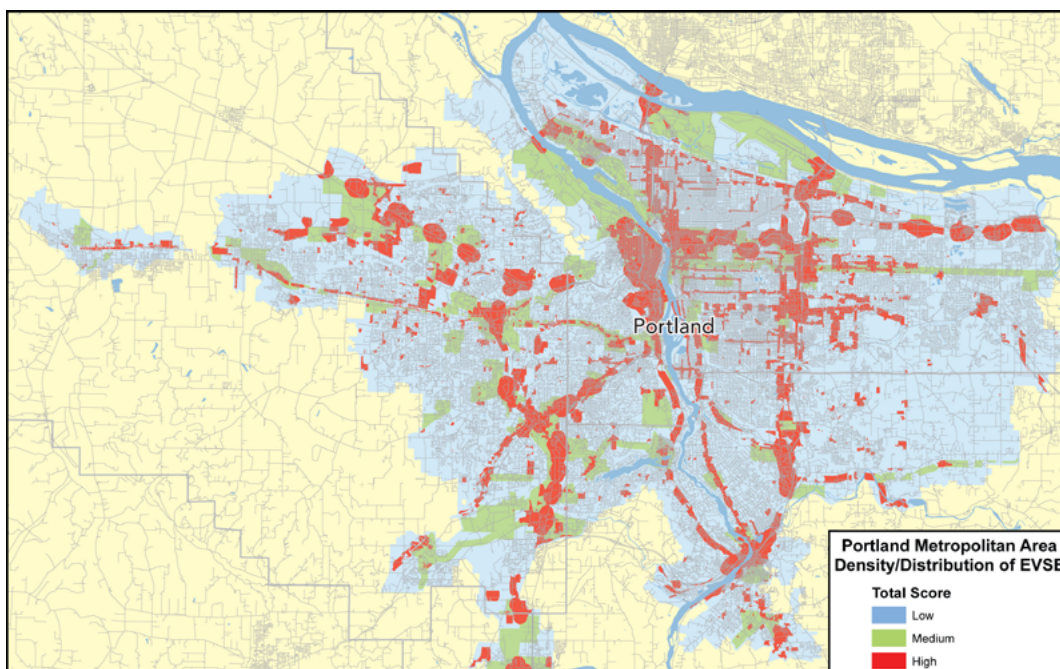 Portland
Portland Metropolitan Area
Density/Distribution of EVSE
Total Score
Low
Medium
High